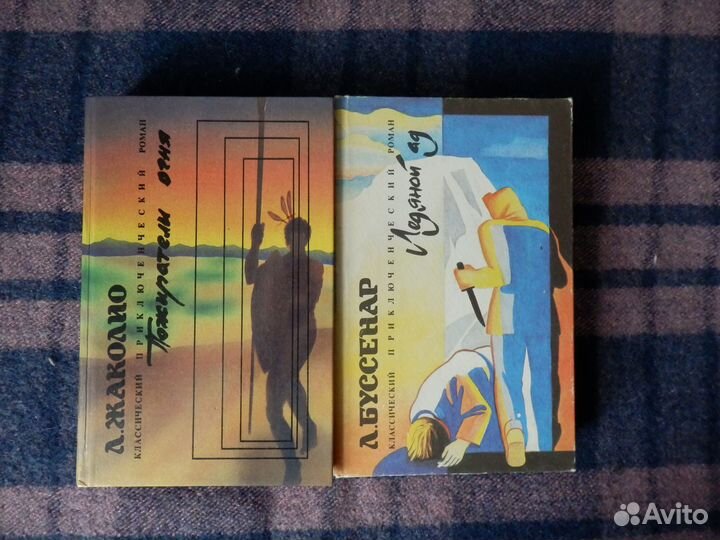 Л.ЖАКОЛИО
КЛАССИЧЕСКИЙ ПРИКЛЮЧЕНЧЕСКИЙ РОМАН
Пожиратели огня
Л.БУССЕНАР
КЛАССИЧЕСКИЙ ПРИКЛЮЧЕНЧЕСКИЙ РОМАН
Ледяной ад
Avito